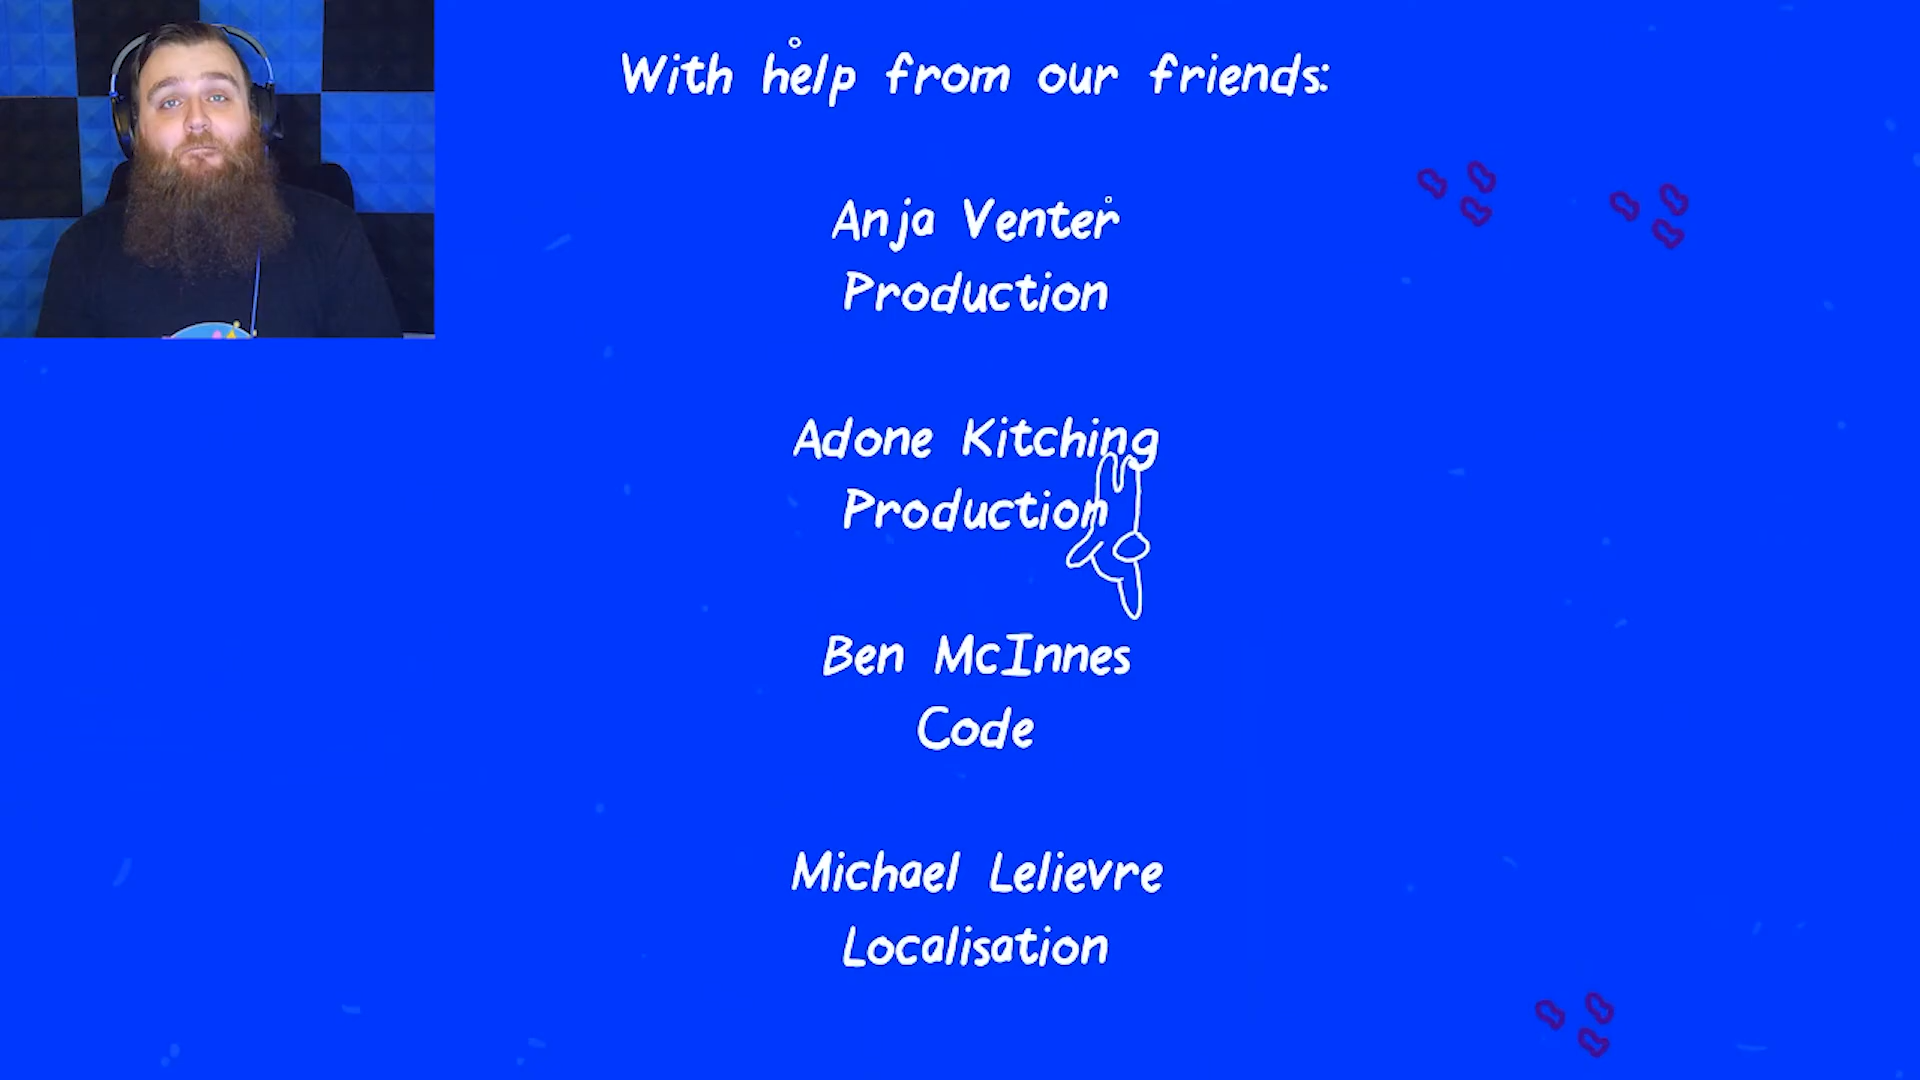 With help from our friends:
Anja Venter
Production
Adone Kitching
Production
Ben McInnes
Code
Michael Lelievre
Localisation